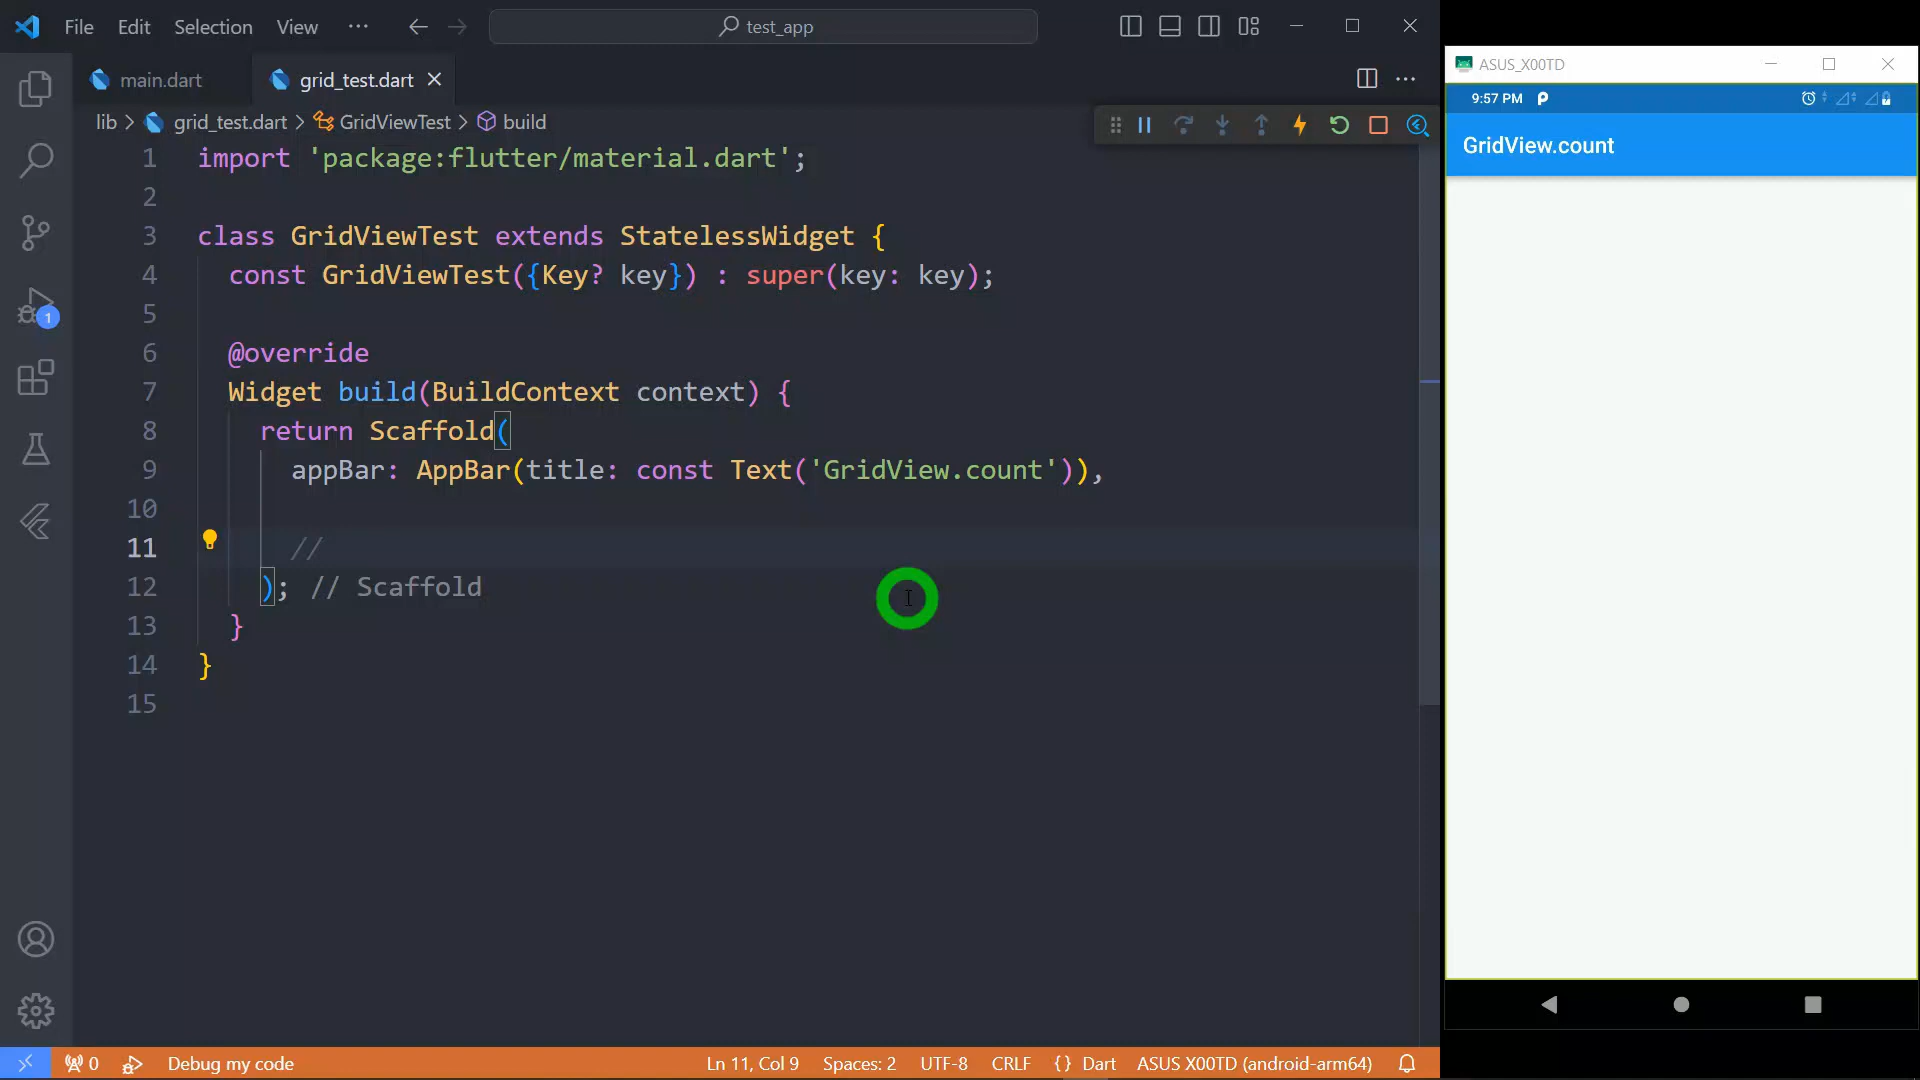 File Edit Selection View ··· test_app
main.dart grid_test.dart
lib > grid_test.dart > GridViewTest > build
1 import 'package:flutter/material.dart';
2
3 class GridViewTest extends StatelessWidget {
4 const GridViewTest({Key? key}) : super(key: key);
5
6 @override
7 Widget build(BuildContext context) {
8 return Scaffold(
9 appBar: AppBar(title: const Text('GridView.count')),
10
11 //
12 ); // Scaffold
13 }
14 }
15
1
0 Debug my code Ln 11, Col 9 Spaces: 2 UTF-8 CRLF {} Dart ASUS X00TD (android-arm64)
ASUS_X00TD
9:57 PM
GridView.count